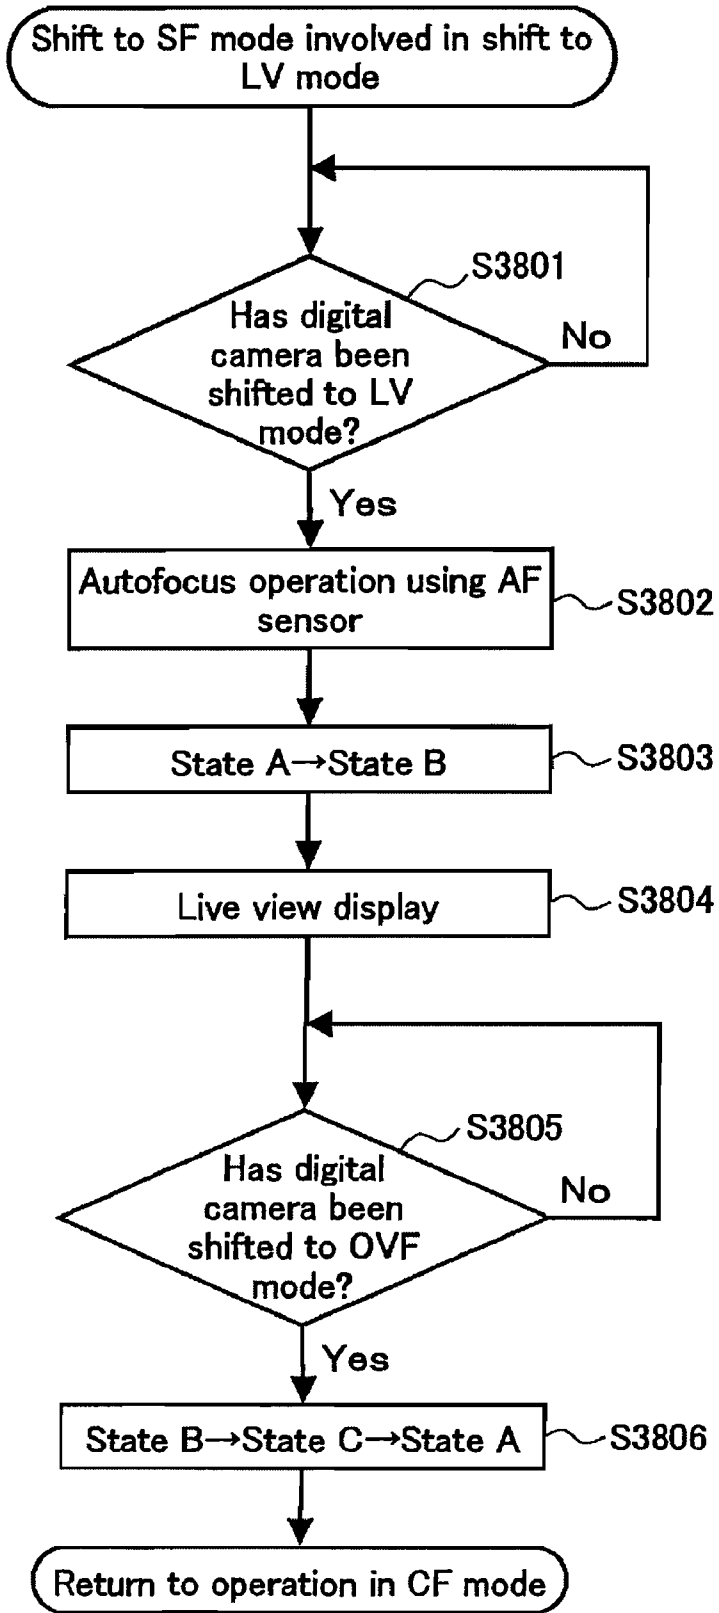 Shift to SF mode involved in shift to
LV mode
S3801
Has digital
camera been
shifted to LV
mode?
No
Yes
Autofocus operation using AF
sensor
S3802
State A→State B
S3803
Live view display
S3804
S3805
Has digital
camera been
shifted to OVF
mode?
No
Yes
State B→State C→State A
S3806
Return to operation in CF mode